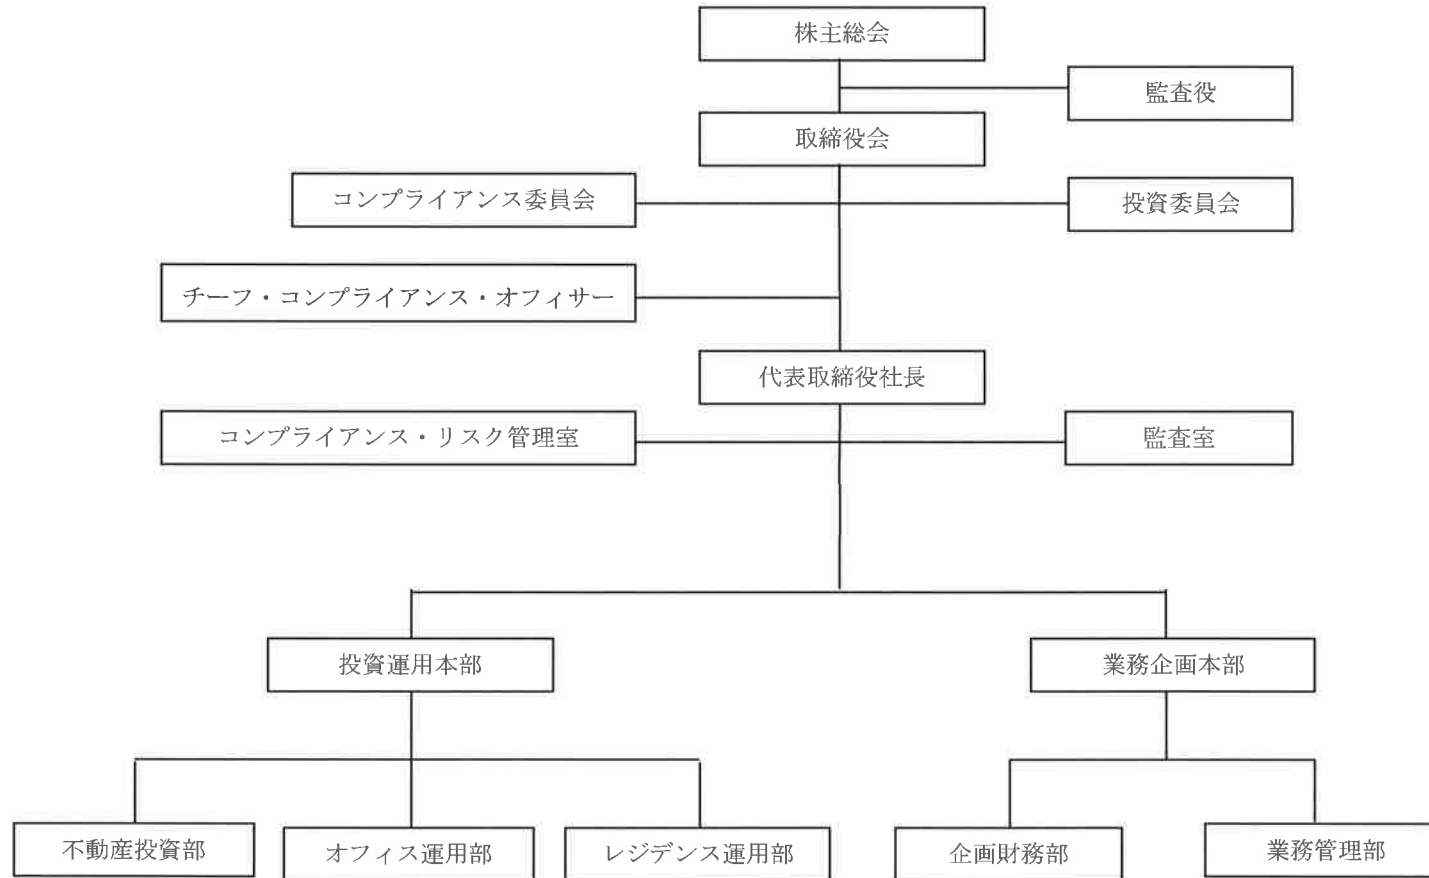 株主総会
監査役
取締役会
コンプライアンス委員会
投資委員会
チーフ・コンプライアンス・オフィサー
代表取締役社長
コンプライアンス・リスク管理室
監査室
投資運用本部
業務企画本部
不動産投資部
オフィス運用部
レジデンス運用部
企画財務部
業務管理部